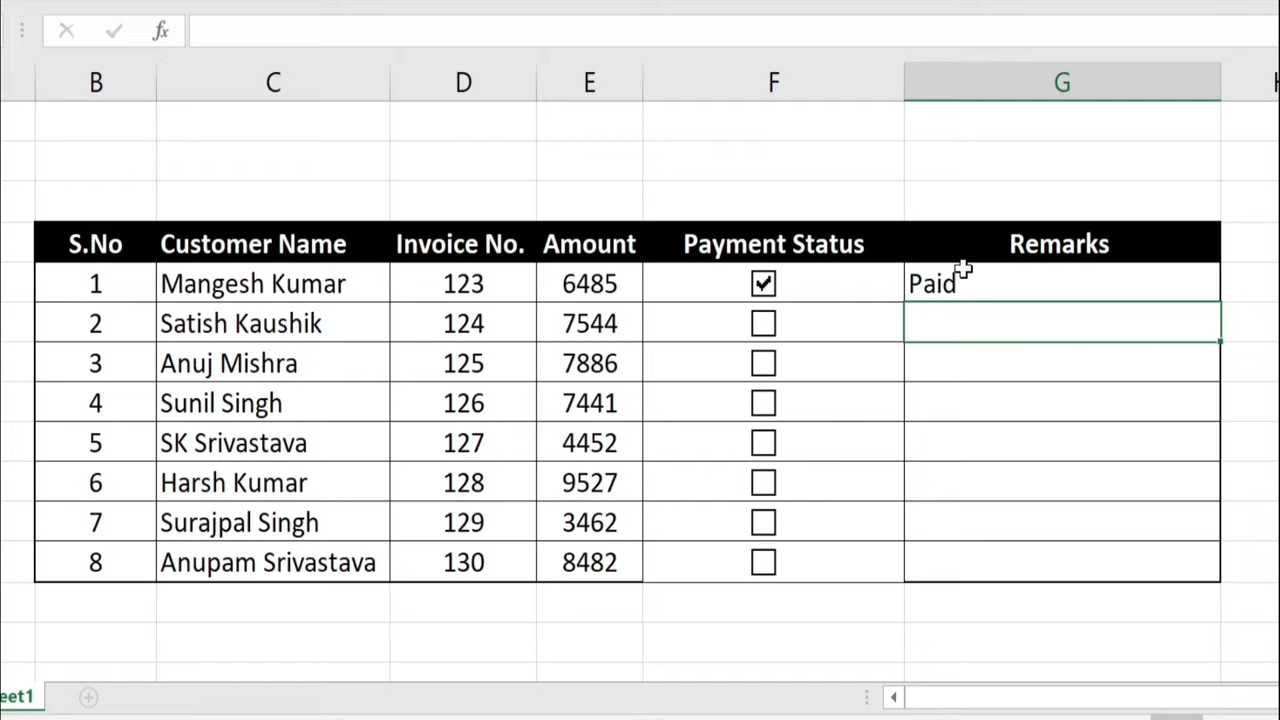 fx
B C D E F G
S.No Customer Name Invoice No. Amount Payment Status Remarks
1 Mangesh Kumar 123 6485 Paid
2 Satish Kaushik 124 7544
3 Anuj Mishra 125 7886
4 Sunil Singh 126 7441
5 SK Srivastava 127 4452
6 Harsh Kumar 128 9527
7 Surajpal Singh 129 3462
8 Anupam Srivastava 130 8482
eet1